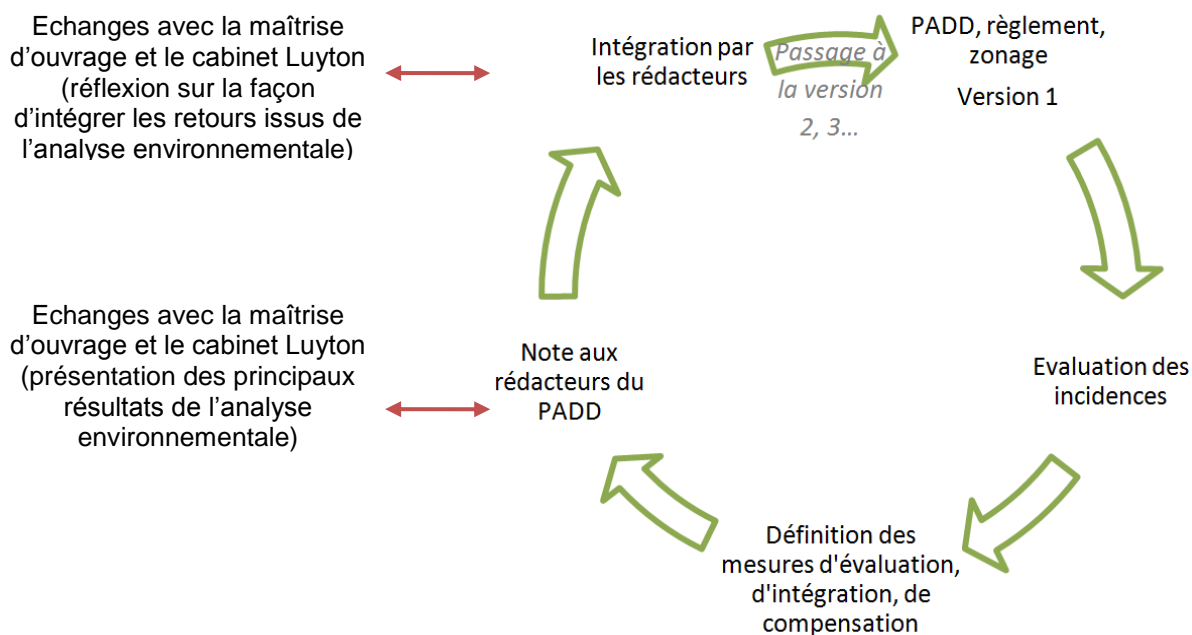 Echanges avec la maîtrise
d'ouvrage et le cabinet Luyton
(réflexion sur la façon
d'intégrer les retours issus de
l'analyse environnementale)
Intégration par
les rédacteurs
Passage à
la version
2, 3...
PADD, règlement,
zonage
Version 1
Echanges avec la maîtrise
d'ouvrage et le cabinet Luyton
(présentation des principaux
résultats de l'analyse
environnementale)
Note aux
rédacteurs du
PADD
Evaluation des
incidences
Définition des
mesures d'évaluation,
d'intégration, de
compensation